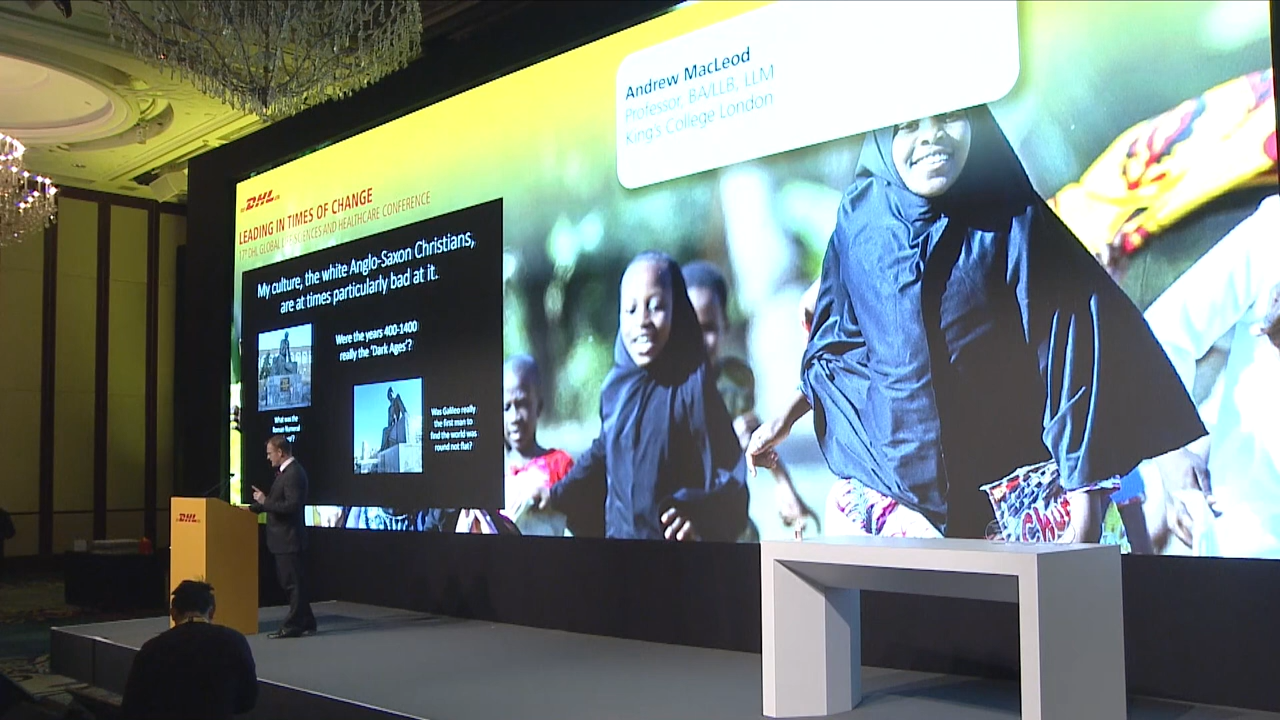 Andrew MacLeod
Professor, BA/LLB, LLM
King's College London
DHL
LEADING IN TIMES OF CHANGE
17th DHL GLOBAL LIFE SCIENCES AND HEALTHCARE CONFERENCE
My culture, the white Anglo-Saxon Christians,
are at times particularly bad at it.
Were the years 400-1400
really the 'Dark Ages'?
What was the
Roman Numeral
Was Galileo really
the first man to
find the world was
round not flat?
DHL